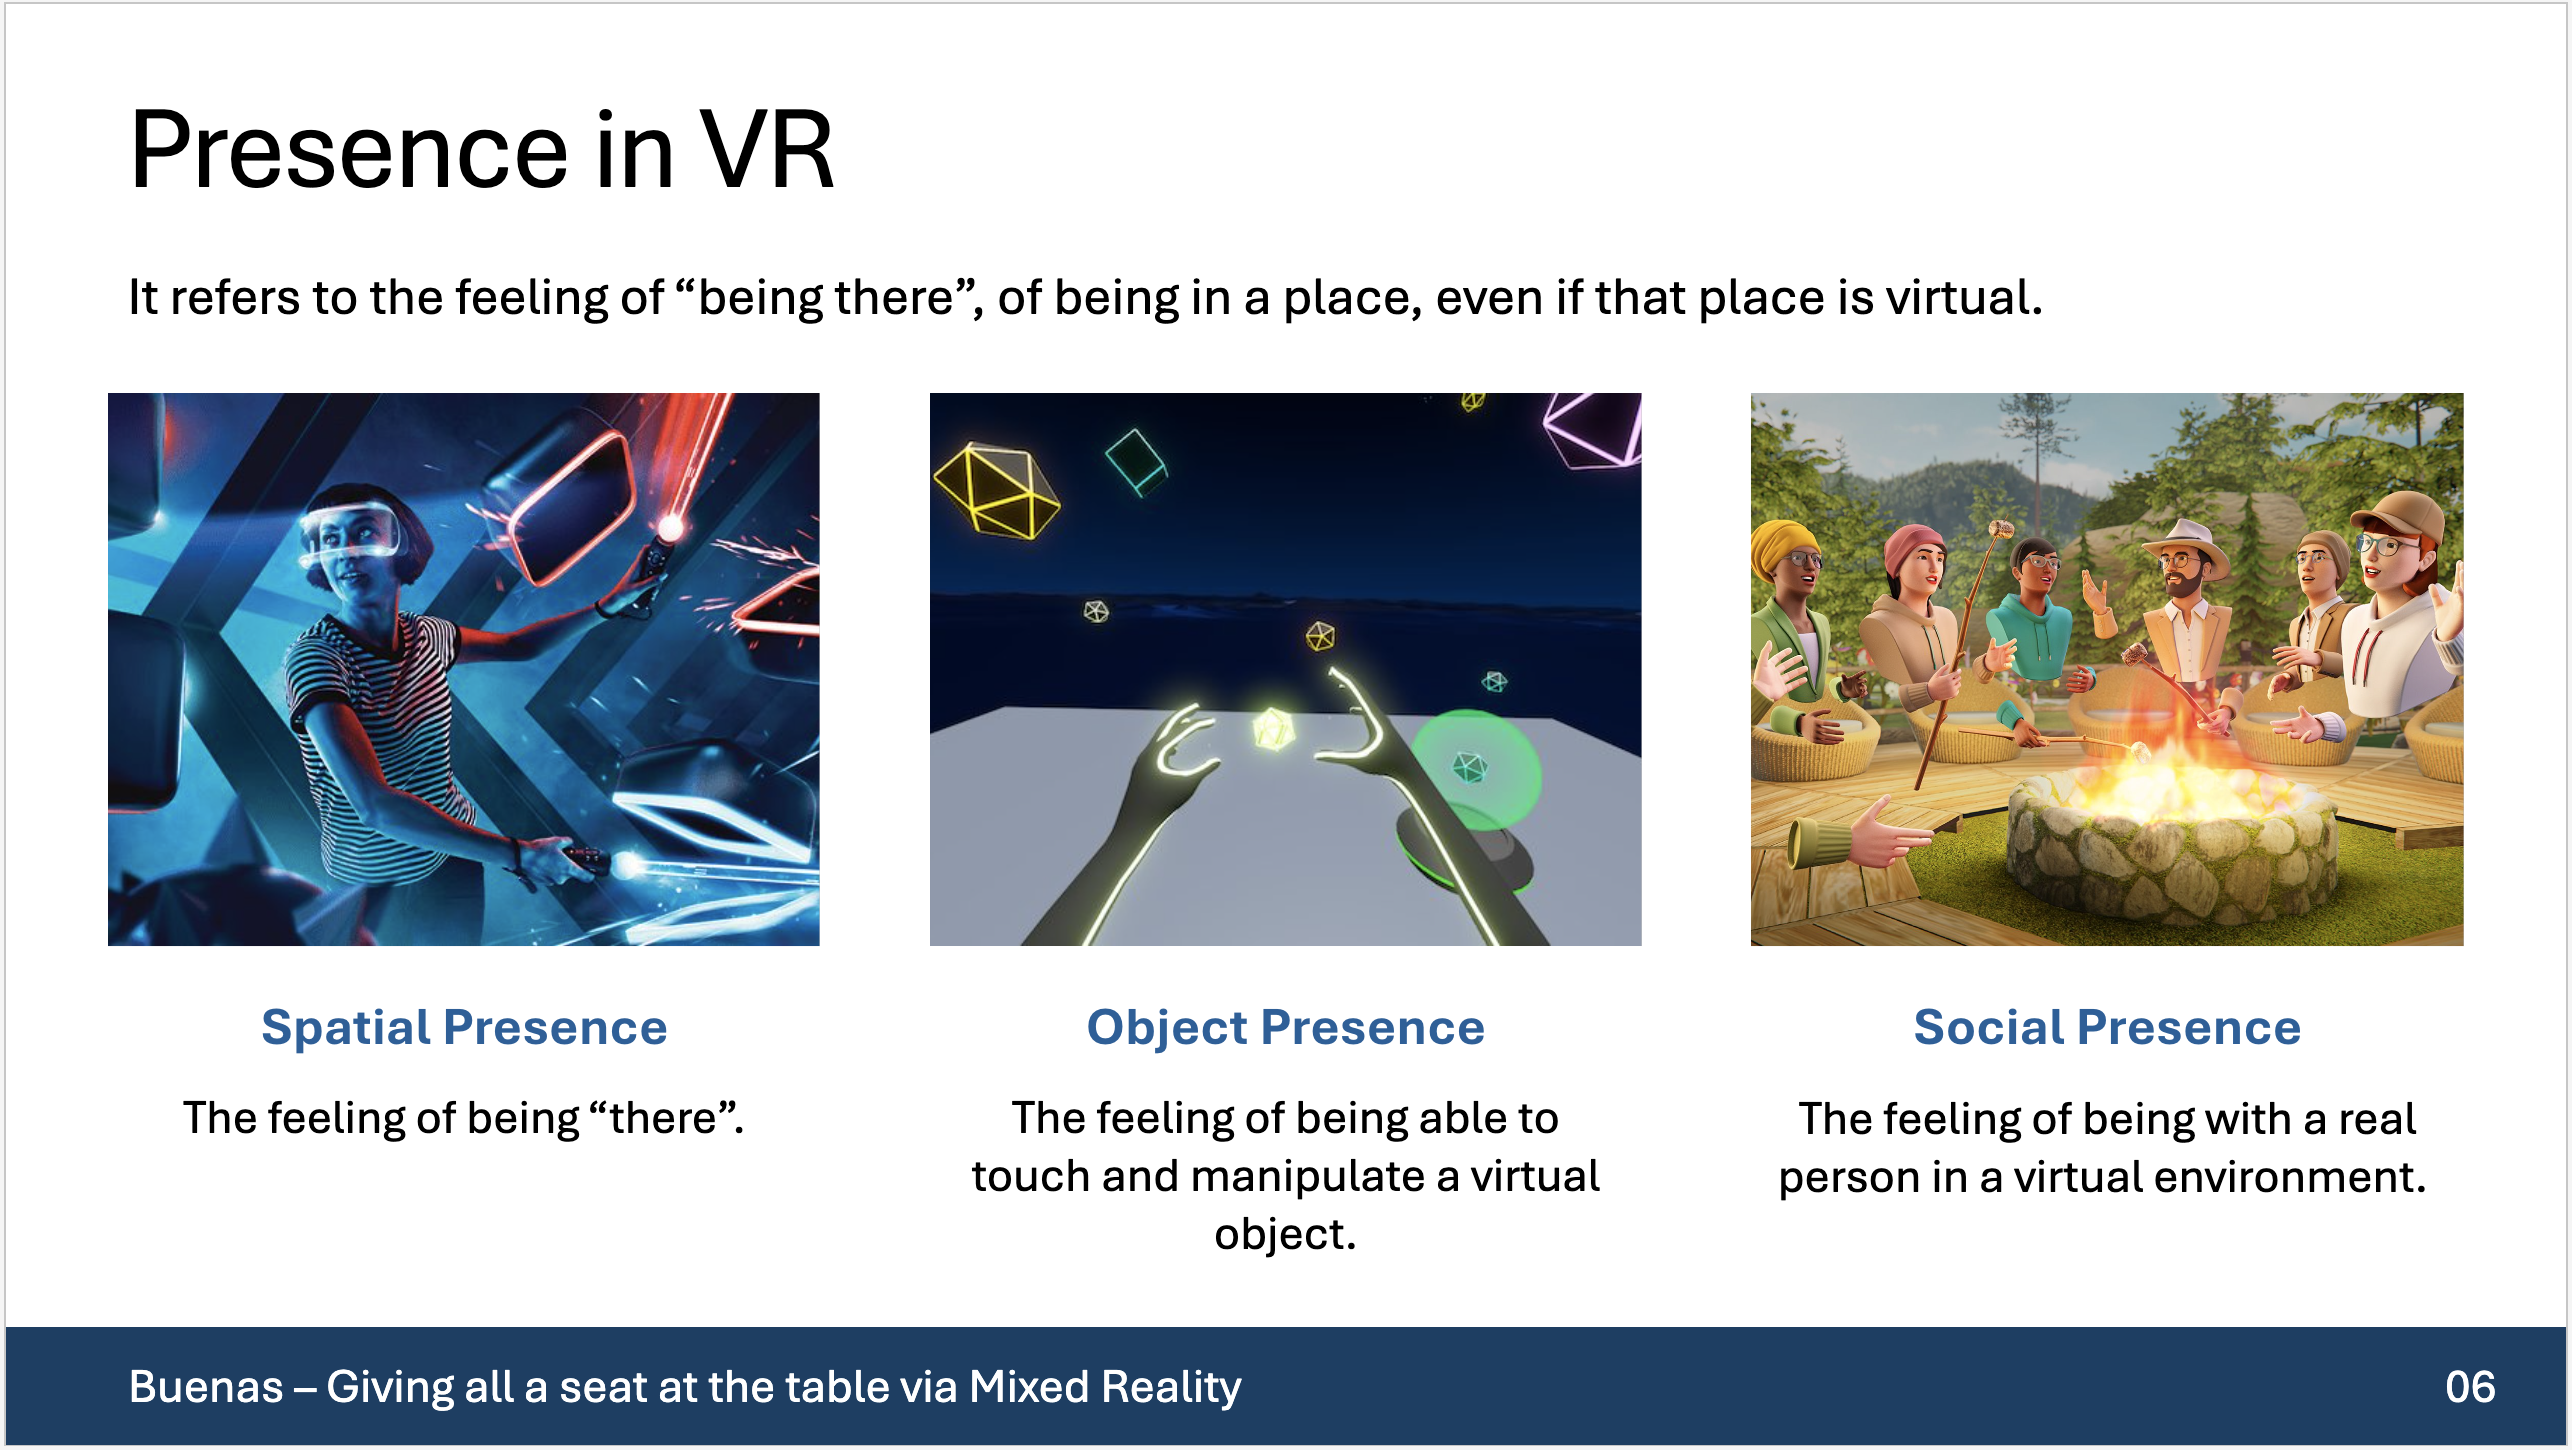 Presence in VR
It refers to the feeling of “being there”, of being in a place, even if that place is virtual.
Spatial Presence
The feeling of being “there”.
Object Presence
The feeling of being able to
touch and manipulate a virtual
object.
Social Presence
The feeling of being with a real
person in a virtual environment.
Buenas – Giving all a seat at the table via Mixed Reality
06